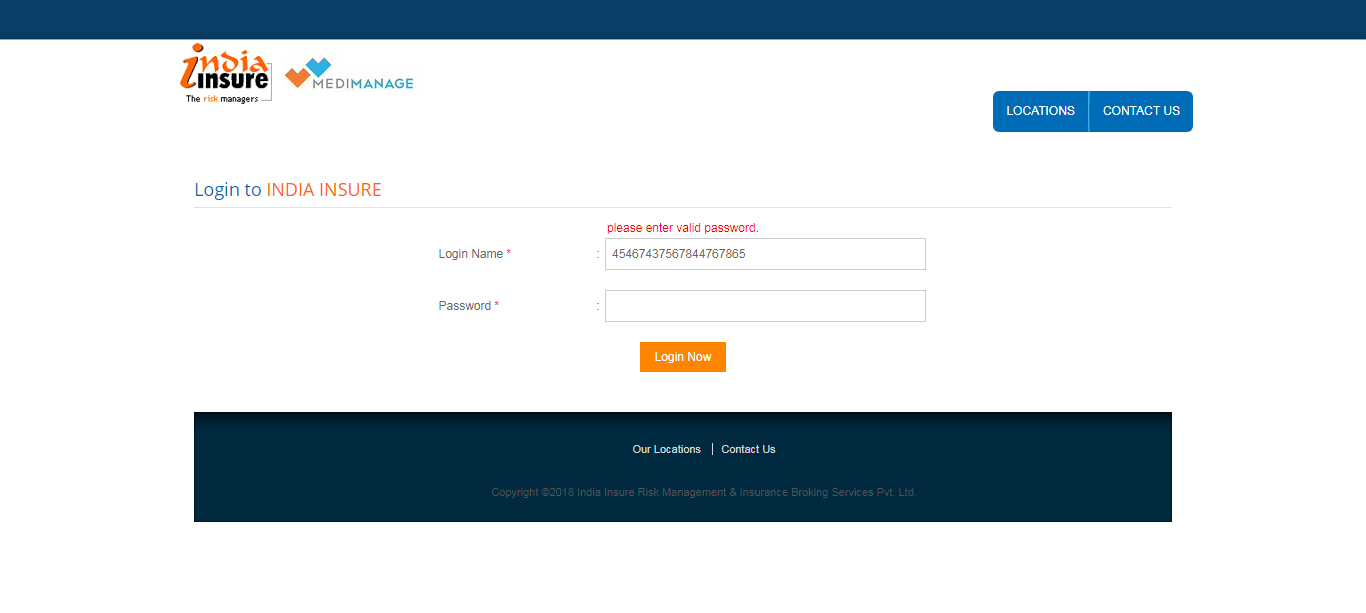 india
insure
The risk managers
MEDIMANAGE
LOCATIONS
CONTACT US
Login to INDIA INSURE
please enter valid password.
Login Name * : 45467437567844767865
Password * :
Login Now
Our Locations | Contact Us
Copyright ©2018 India Insure Risk Management & Insurance Broking Services Pvt. Ltd.